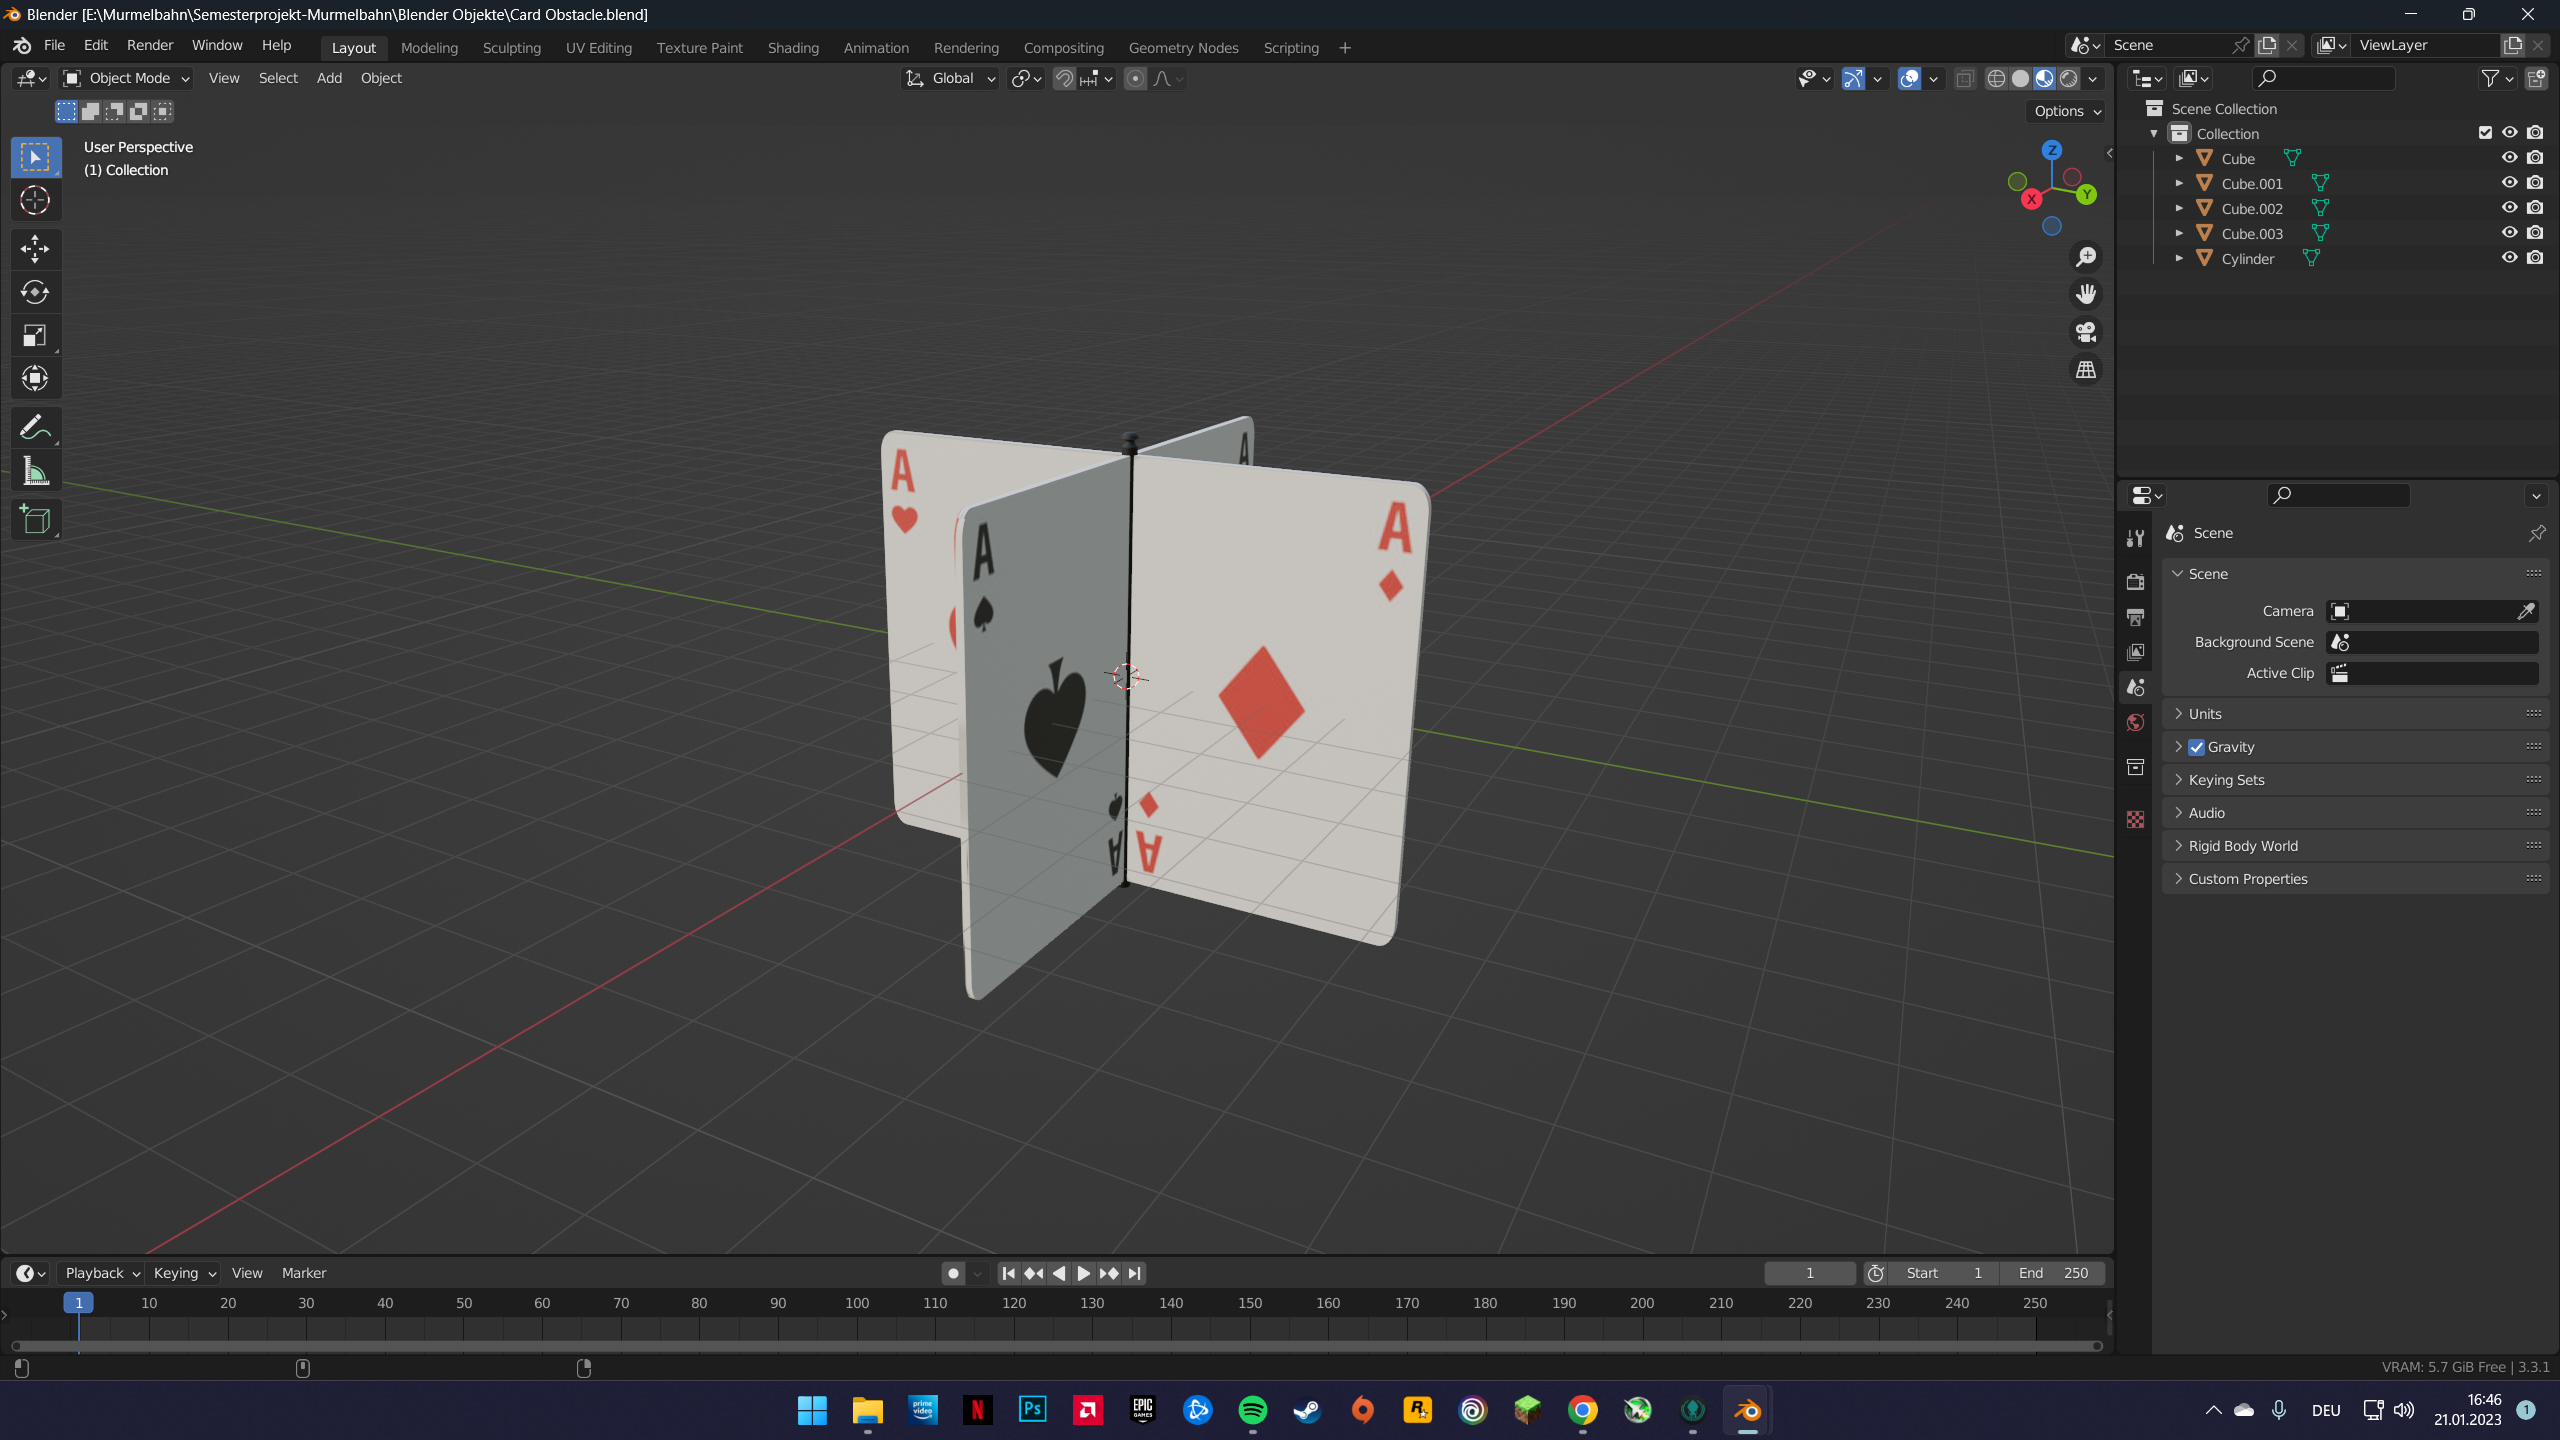 Blender [E:\Murmelbahn\Semesterprojekt-Murmelbahn\Blender Objekte\Card Obstacle.blend]
File Edit Render Window Help Layout Modeling Sculpting UV Editing Texture Paint Shading Animation Rendering Compositing Geometry Nodes Scripting + Scene ViewLayer
Object Mode View Select Add Object Global
Options
User Perspective
(1) Collection
Z
Y
X
A
A
A
A
A
A
Scene Collection
Collection
Cube
Cube.001
Cube.002
Cube.003
Cylinder
Scene
Scene
Camera
Background Scene
Active Clip
Units
Gravity
Keying Sets
Audio
Rigid Body World
Custom Properties
Playback Keying View Marker 1 Start 1 End 250
1 10 20 30 40 50 60 70 80 90 100 110 120 130 140 150 160 170 180 190 200 210 220 230 240 250
VRAM: 5.7 GiB Free | 3.3.1
prime video
N
Ps
EPIC GAMES
R
DEU
16:46
21.01.2023
1